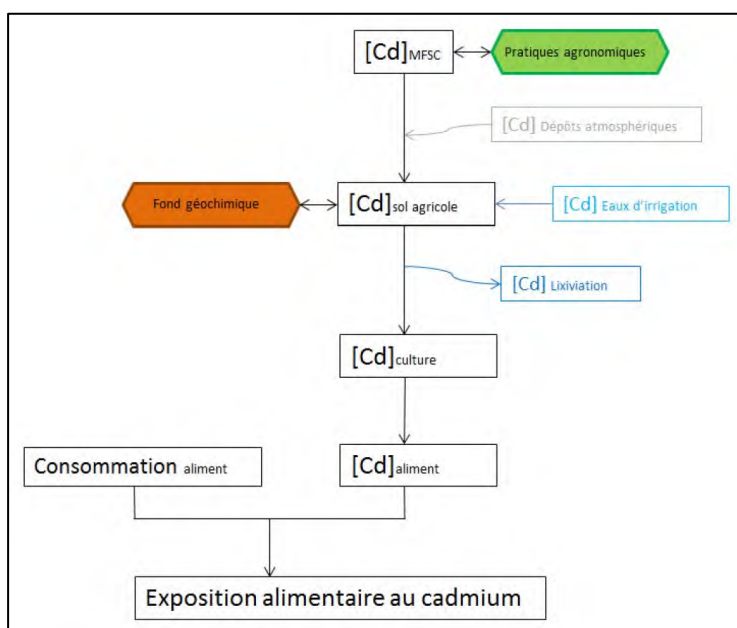 [Cd] MFSC
Pratiques agronomiques
[Cd] Dépôts atmosphériques
Fond géochimique
[Cd]sol agricole
[Cd] Eaux d'irrigation
[Cd] Lixiviation
[Cd]culture
Consommation aliment
[Cd]aliment
Exposition alimentaire au cadmium